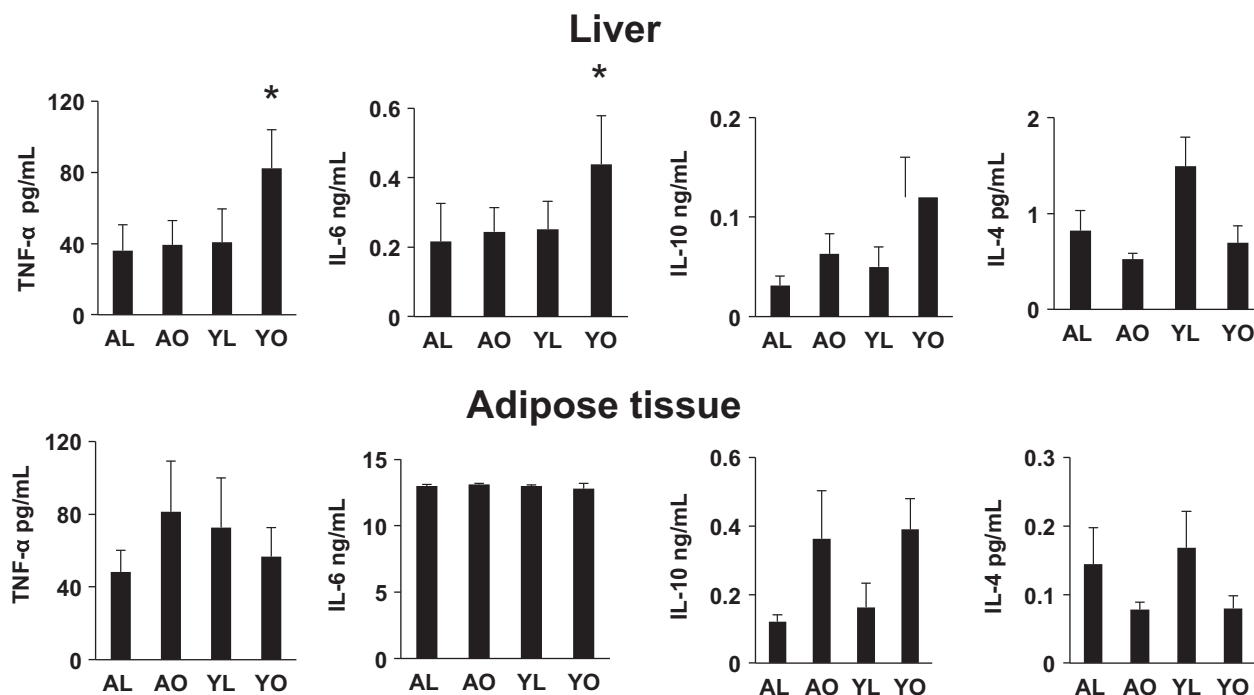 Liver
*
*
TNF-α pg/mL
120
80
40
0
AL AO YL YO
IL-6 ng/mL
0.6
0.4
0.2
0
AL AO YL YO
IL-10 ng/mL
0.2
0.1
0
AL AO YL YO
IL-4 pg/mL
2
1
0
AL AO YL YO
Adipose tissue
TNF-α pg/mL
120
80
40
0
AL AO YL YO
IL-6 ng/mL
15
10
5
0
AL AO YL YO
IL-10 ng/mL
0.6
0.4
0.2
0
AL AO YL YO
IL-4 pg/mL
0.3
0.2
0.1
0
AL AO YL YO